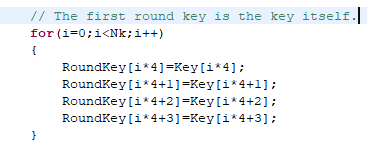 // The first round key is the key itself.
for(i=0;i<Nk;i++)
{
RoundKey[i*4]=Key[i*4];
RoundKey[i*4+1]=Key[i*4+1];
RoundKey[i*4+2]=Key[i*4+2];
RoundKey[i*4+3]=Key[i*4+3];
}